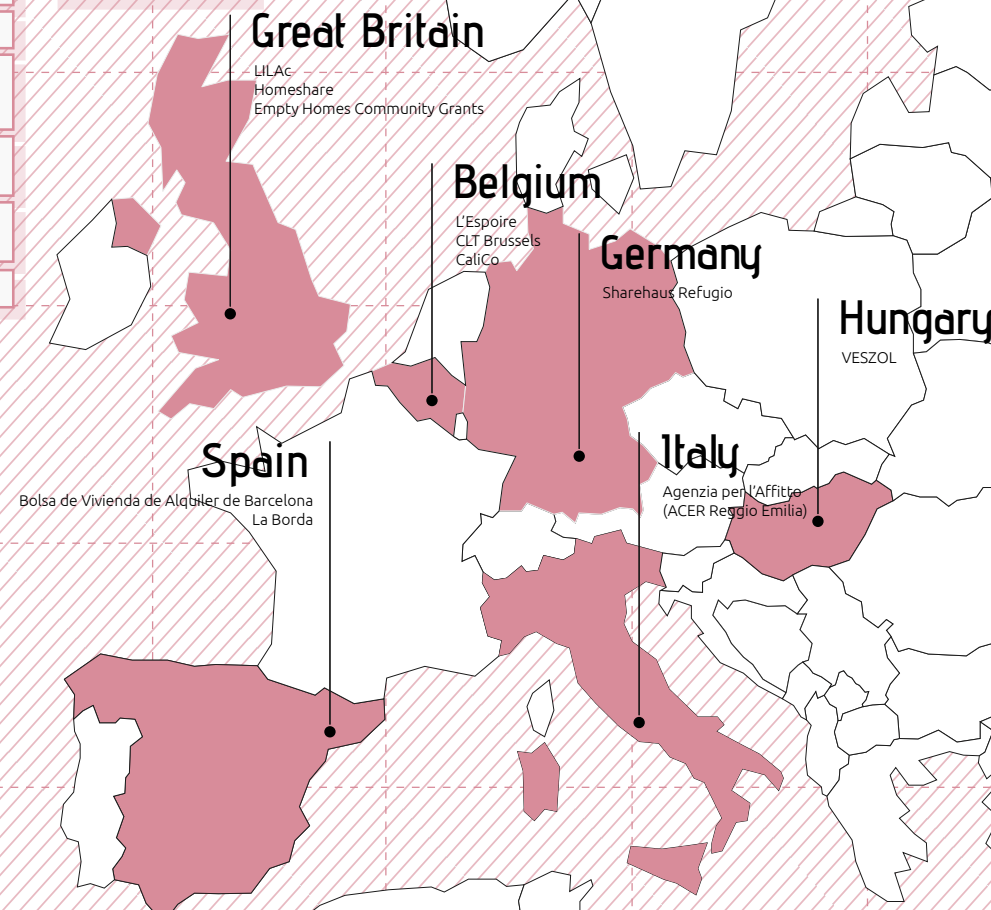 Great Britain
LILAc
Homeshare
Empty Homes Community Grants
Belgium
L'Espoire
CLT Brussels
CaliCo
Germany
Sharehaus Refugio
Hungary
VESZOL
Spain
Bolsa de Vivienda de Alquiler de Barcelona
La Borda
Italy
Agenzia per l'Affitto
(ACER Reggio Emilia)